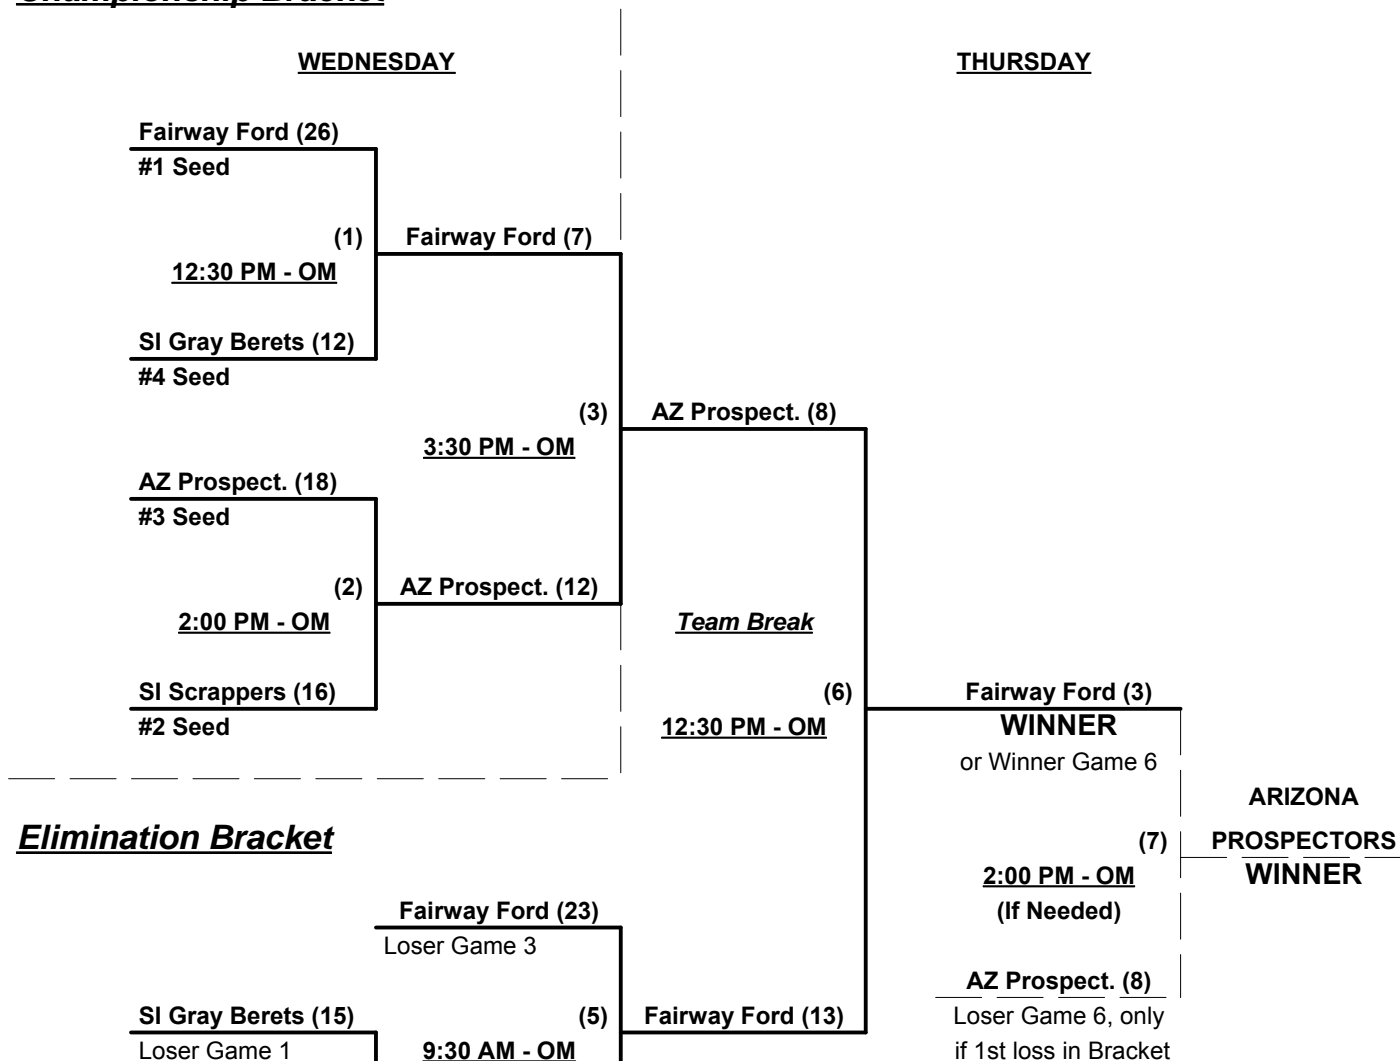 Championship Bracket
WEDNESDAY
THURSDAY
Fairway Ford (26)
#1 Seed
(1)
Fairway Ford (7)
12:30 PM - OM
SI Gray Berets (12)
#4 Seed
(3)
AZ Prospect. (8)
3:30 PM - OM
AZ Prospect. (18)
#3 Seed
(2)
AZ Prospect. (12)
2:00 PM - OM
Team Break
SI Scrappers (16)
#2 Seed
(6)
12:30 PM - OM
Fairway Ford (3)
WINNER
or Winner Game 6
ARIZONA
PROSPECTORS
WINNER
(7)
2:00 PM - OM
(If Needed)
Elimination Bracket
Fairway Ford (23)
Loser Game 3
AZ Prospect. (8)
Loser Game 6, only
if 1st loss in Bracket
SI Gray Berets (15)
Loser Game 1
(5)
Fairway Ford (13)
9:30 AM - OM